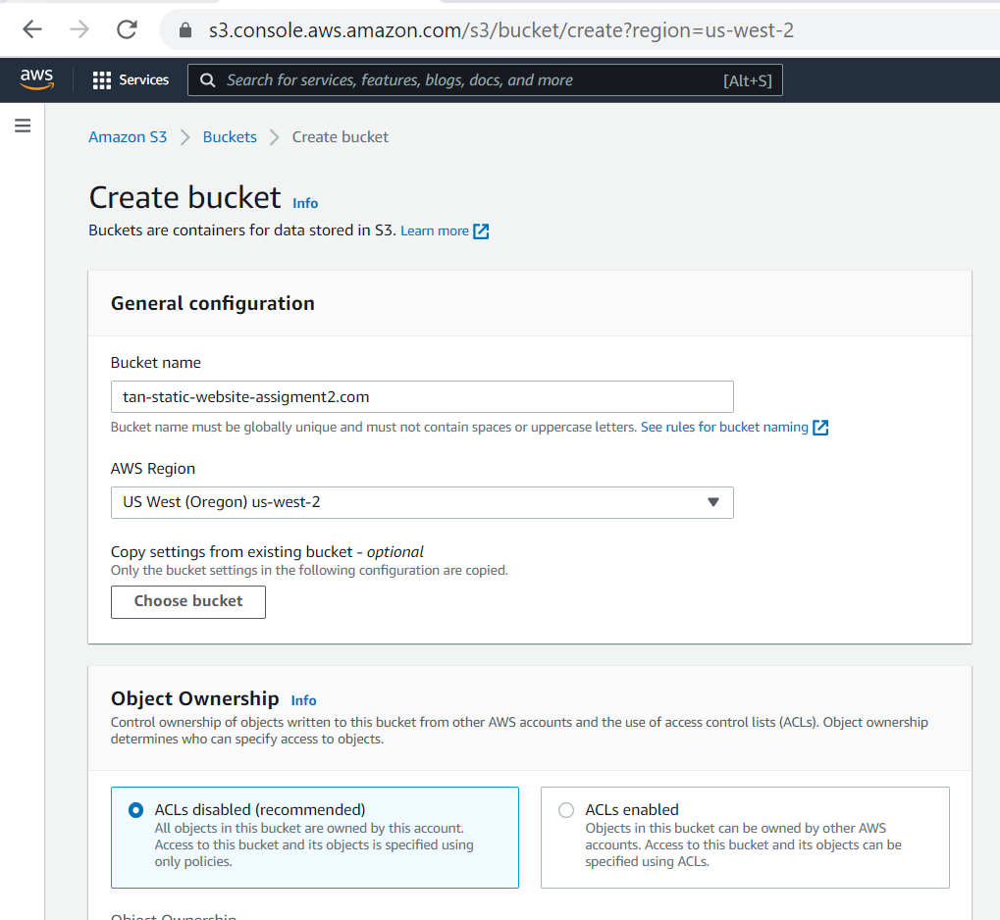 s3.console.aws.amazon.com/s3/bucket/create?region=us-west-2
aws Services Search for services, features, blogs, docs, and more [Alt+S]
Amazon S3 > Buckets > Create bucket
Create bucket Info
Buckets are containers for data stored in S3. Learn more
General configuration
Bucket name
tan-static-website-assigment2.com
Bucket name must be globally unique and must not contain spaces or uppercase letters. See rules for bucket naming
AWS Region
US West (Oregon) us-west-2
Copy settings from existing bucket - optional
Only the bucket settings in the following configuration are copied.
Choose bucket
Object Ownership Info
Control ownership of objects written to this bucket from other AWS accounts and the use of access control lists (ACLs). Object ownership
determines who can specify access to objects.
ACLs disabled (recommended)
All objects in this bucket are owned by this account.
Access to this bucket and its objects is specified using
only policies.
ACLs enabled
Objects in this bucket can be owned by other AWS
accounts. Access to this bucket and its objects can be
specified using ACLs.
Object Ownership